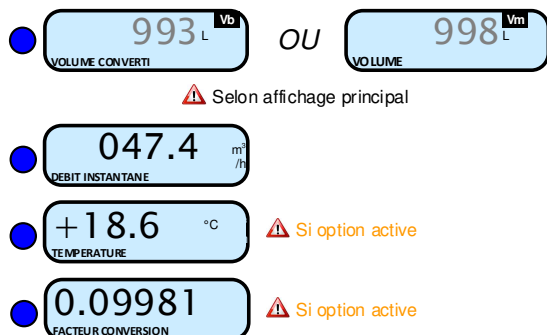 993 L Vb
VOLUME CONVERTI
OU
998 L Vm
VOLUME
Selon affichage principal
047.4 m³/h
DEBIT INSTANTANE
+18.6 °C
TEMPERATURE
Si option active
0.09981
FACTEUR CONVERSION
Si option active